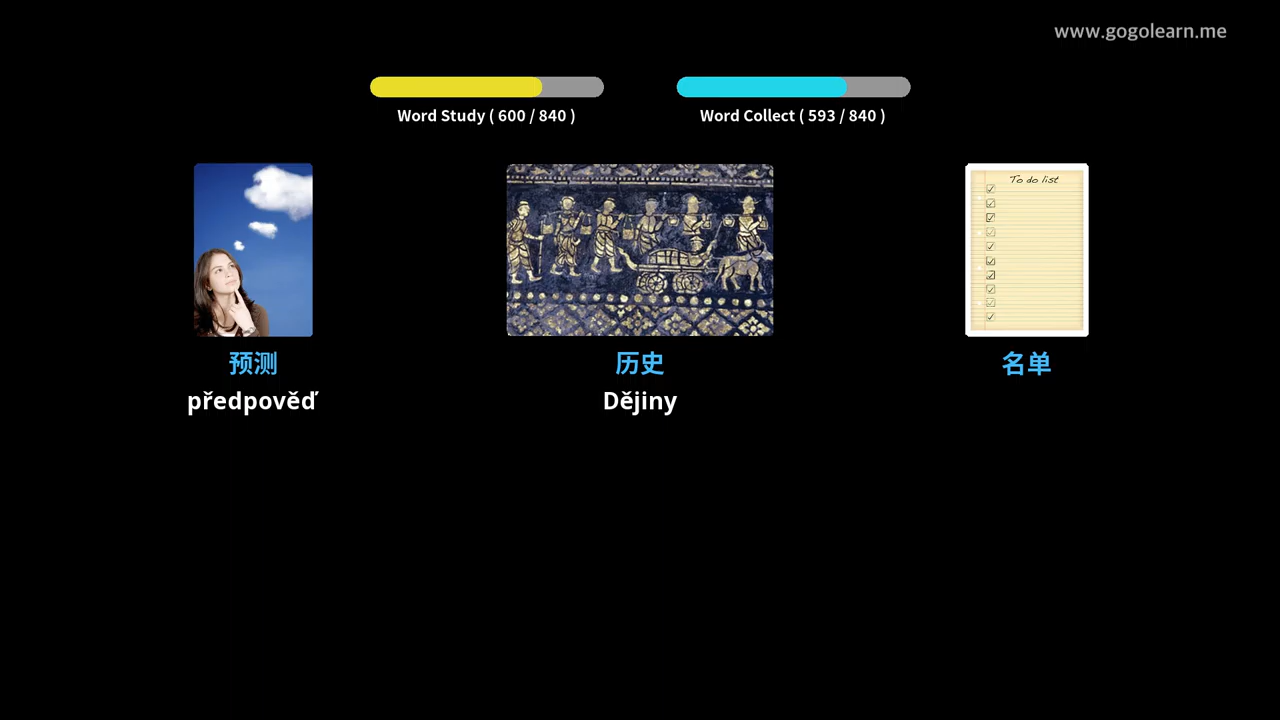 www.gogolearn.me
Word Study ( 600 / 840 )
Word Collect ( 593 / 840 )
To do list
预测
历史
名单
předpověď
Dějiny